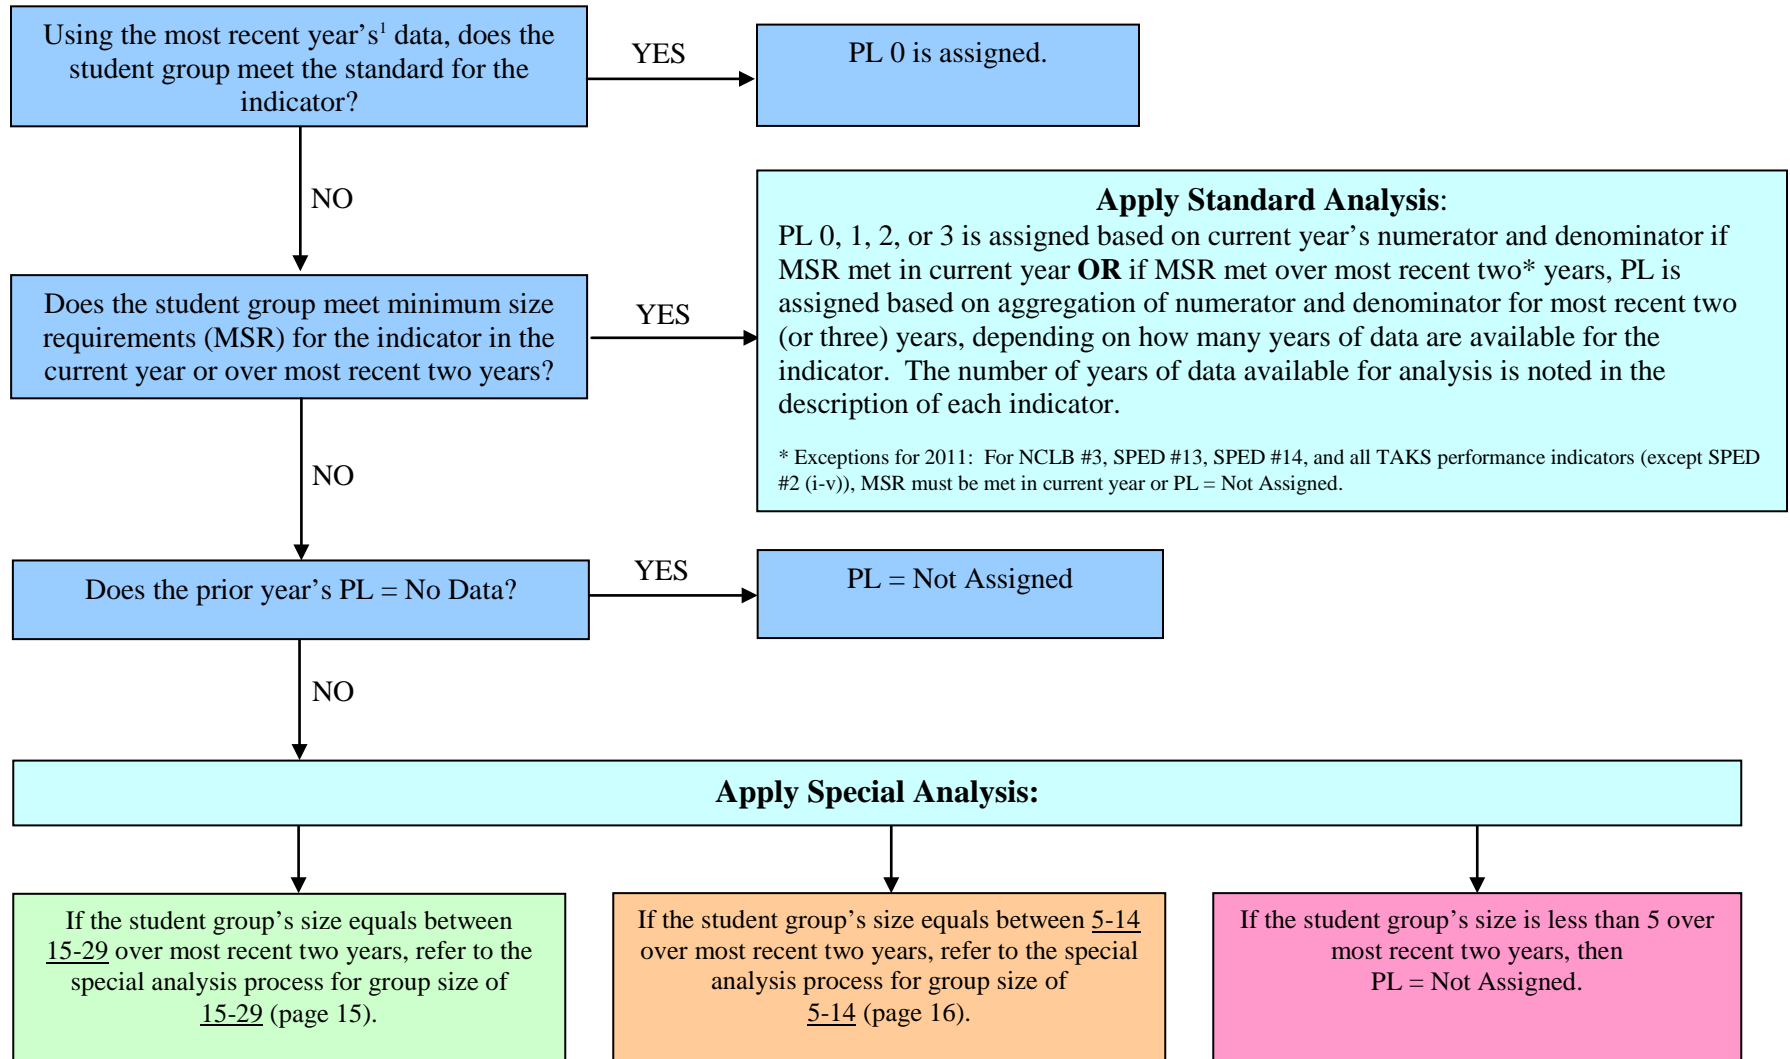 Using the most recent year's¹ data, does the
student group meet the standard for the
indicator?
YES
PL 0 is assigned.
NO
Apply Standard Analysis:
PL 0, 1, 2, or 3 is assigned based on current year's numerator and denominator if
MSR met in current year OR if MSR met over most recent two* years, PL is
assigned based on aggregation of numerator and denominator for most recent two
(or three) years, depending on how many years of data are available for the
indicator. The number of years of data available for analysis is noted in the
description of each indicator.
* Exceptions for 2011: For NCLB #3, SPED #13, SPED #14, and all TAKS performance indicators (except SPED
#2 (i-v)), MSR must be met in current year or PL = Not Assigned.
Does the student group meet minimum size
requirements (MSR) for the indicator in the
current year or over most recent two years?
YES
NO
Does the prior year's PL = No Data?
YES
PL = Not Assigned
NO
Apply Special Analysis:
If the student group's size equals between
15-29 over most recent two years, refer to the
special analysis process for group size of
15-29 (page 15).
If the student group's size equals between 5-14
over most recent two years, refer to the special
analysis process for group size of
5-14 (page 16).
If the student group's size is less than 5 over
most recent two years, then
PL = Not Assigned.